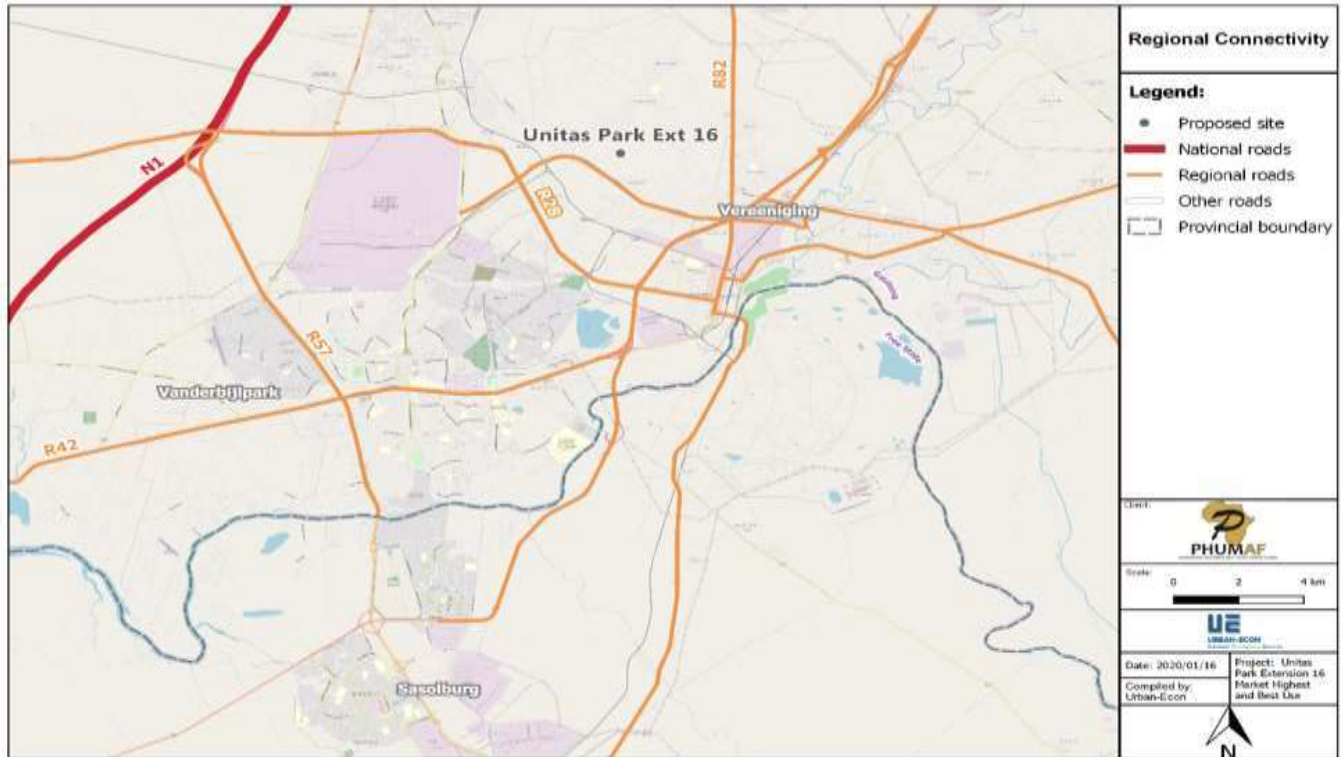 Regional Connectivity
Legend:
Proposed site
National roads
Regional roads
Other roads
Provincial boundary
R82
Unitas Park Ext 16
N1
R28
Vereeniging
Gauteng
Free State
R57
Vanderbijlpark
R42
Sasolburg
Client:
PHUMAF
Scale:
0 2 4 km
UE
URBAN-ECON
Date: 2020/01/16
Compiled by:
Urban-Econ
Project: Unitas
Park Extension 16
Market Highest
and Best Use
N